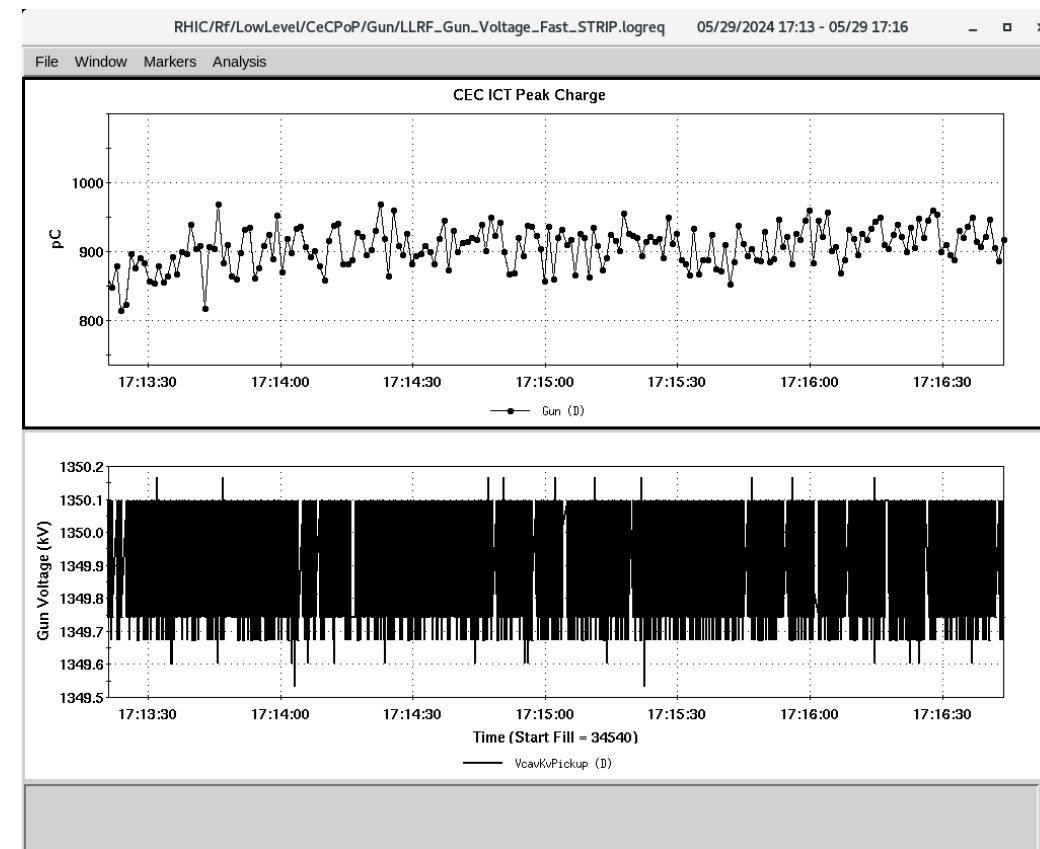 RHIC/Rf/LowLevel/CeCPoP/Gun/LLRF_Gun_Voltage_Fast_STRIP.logreq 05/29/2024 17:13 - 05/29 17:16
File Window Markers Analysis
CEC ICT Peak Charge
1000
900
800
pC
17:13:30 17:14:00 17:14:30 17:15:00 17:15:30 17:16:00 17:16:30
Gun (D)
1350.2
1350.1
1350.0
1349.9
1349.8
1349.7
1349.6
1349.5
Gun Voltage (kV)
17:13:30 17:14:00 17:14:30 17:15:00 17:15:30 17:16:00 17:16:30
Time (Start Fill = 34540)
VcavKvPickup (D)